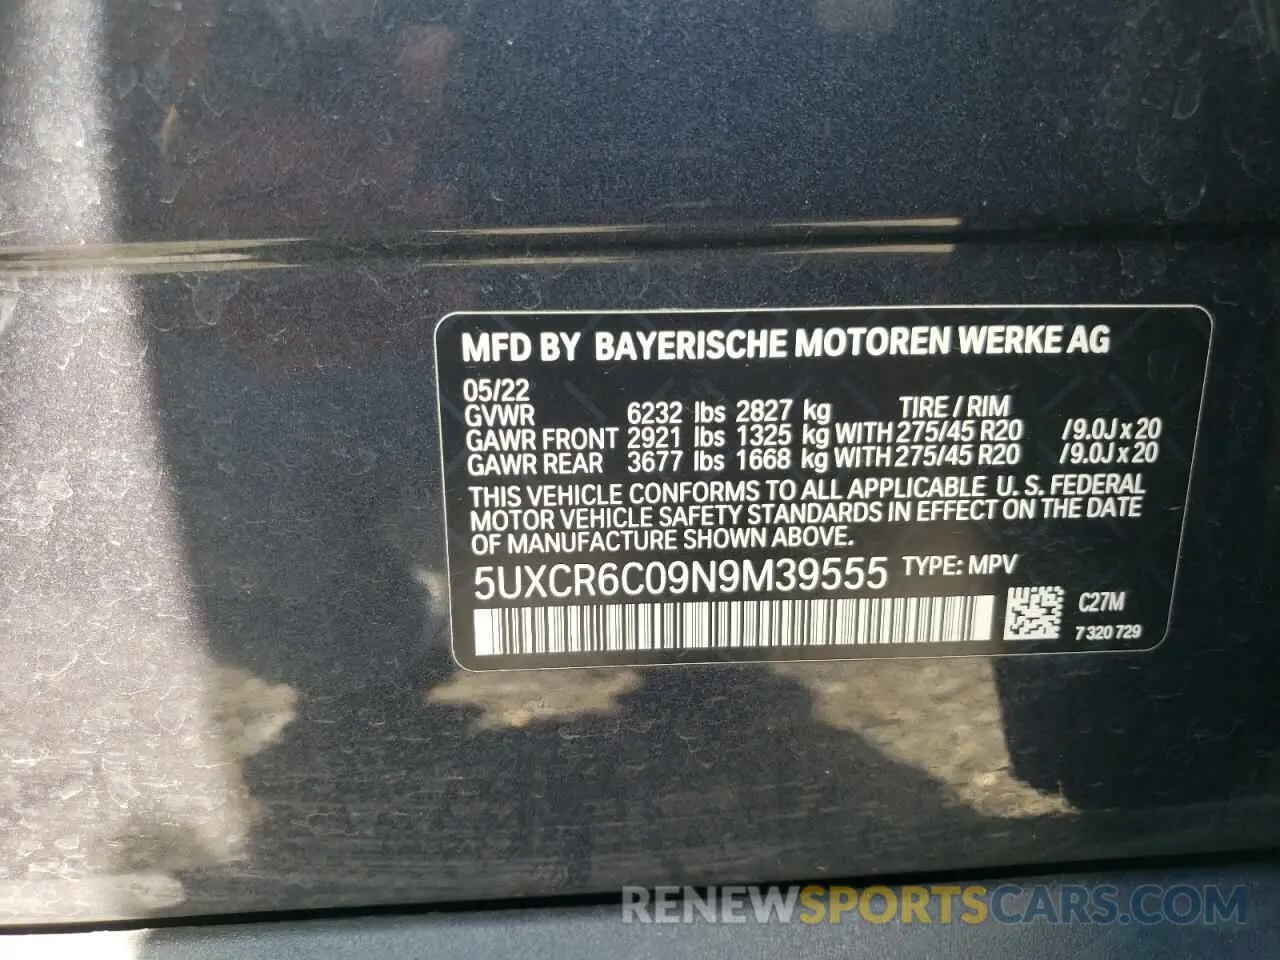 MFD BY BAYERISCHE MOTOREN WERKE AG
05/22
GVWR 6232 lbs 2827 kg TIRE / RIM
GAWR FRONT 2921 lbs 1325 kg WITH 275/45 R20 /9.0J x 20
GAWR REAR 3677 lbs 1668 kg WITH 275/45 R20 /9.0J x 20
THIS VEHICLE CONFORMS TO ALL APPLICABLE U. S. FEDERAL
MOTOR VEHICLE SAFETY STANDARDS IN EFFECT ON THE DATE
OF MANUFACTURE SHOWN ABOVE.
5UXCR6C09N9M39555 TYPE: MPV
C27M
7 320 729
RENEWSPORTSCARS.COM